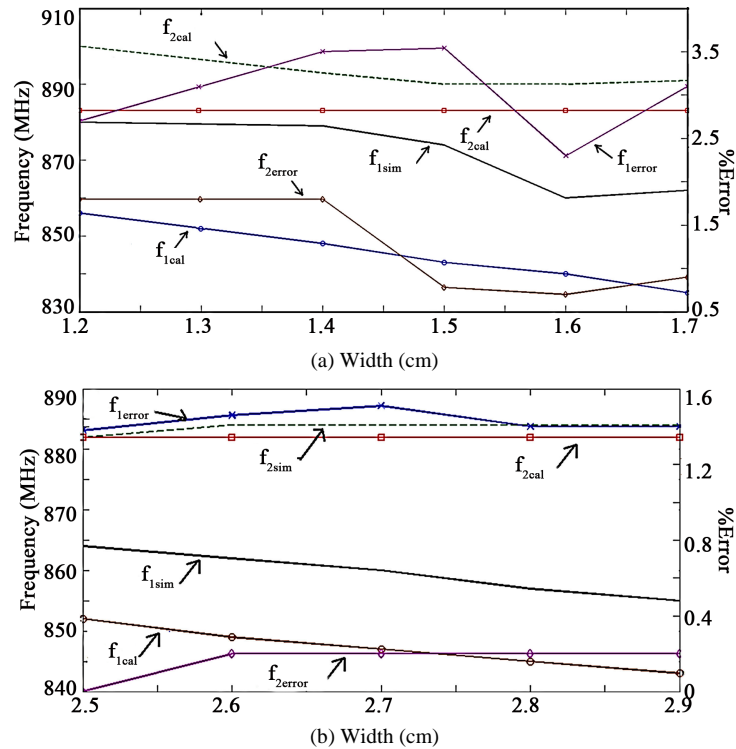 910
890
870
850
830
Frequency (MHz)
3.5
2.5
1.5
0.5
%Error
f2cal
f2cal
f1sim
f1error
f2error
f1cal
1.2 1.3 1.4 1.5 1.6 1.7
(a) Width (cm)
890
880
870
860
850
840
Frequency (MHz)
1.6
1.2
0.8
0.4
0
%Error
f1error
f2sim
f2cal
f1sim
f1cal
f2error
2.5 2.6 2.7 2.8 2.9
(b) Width (cm)